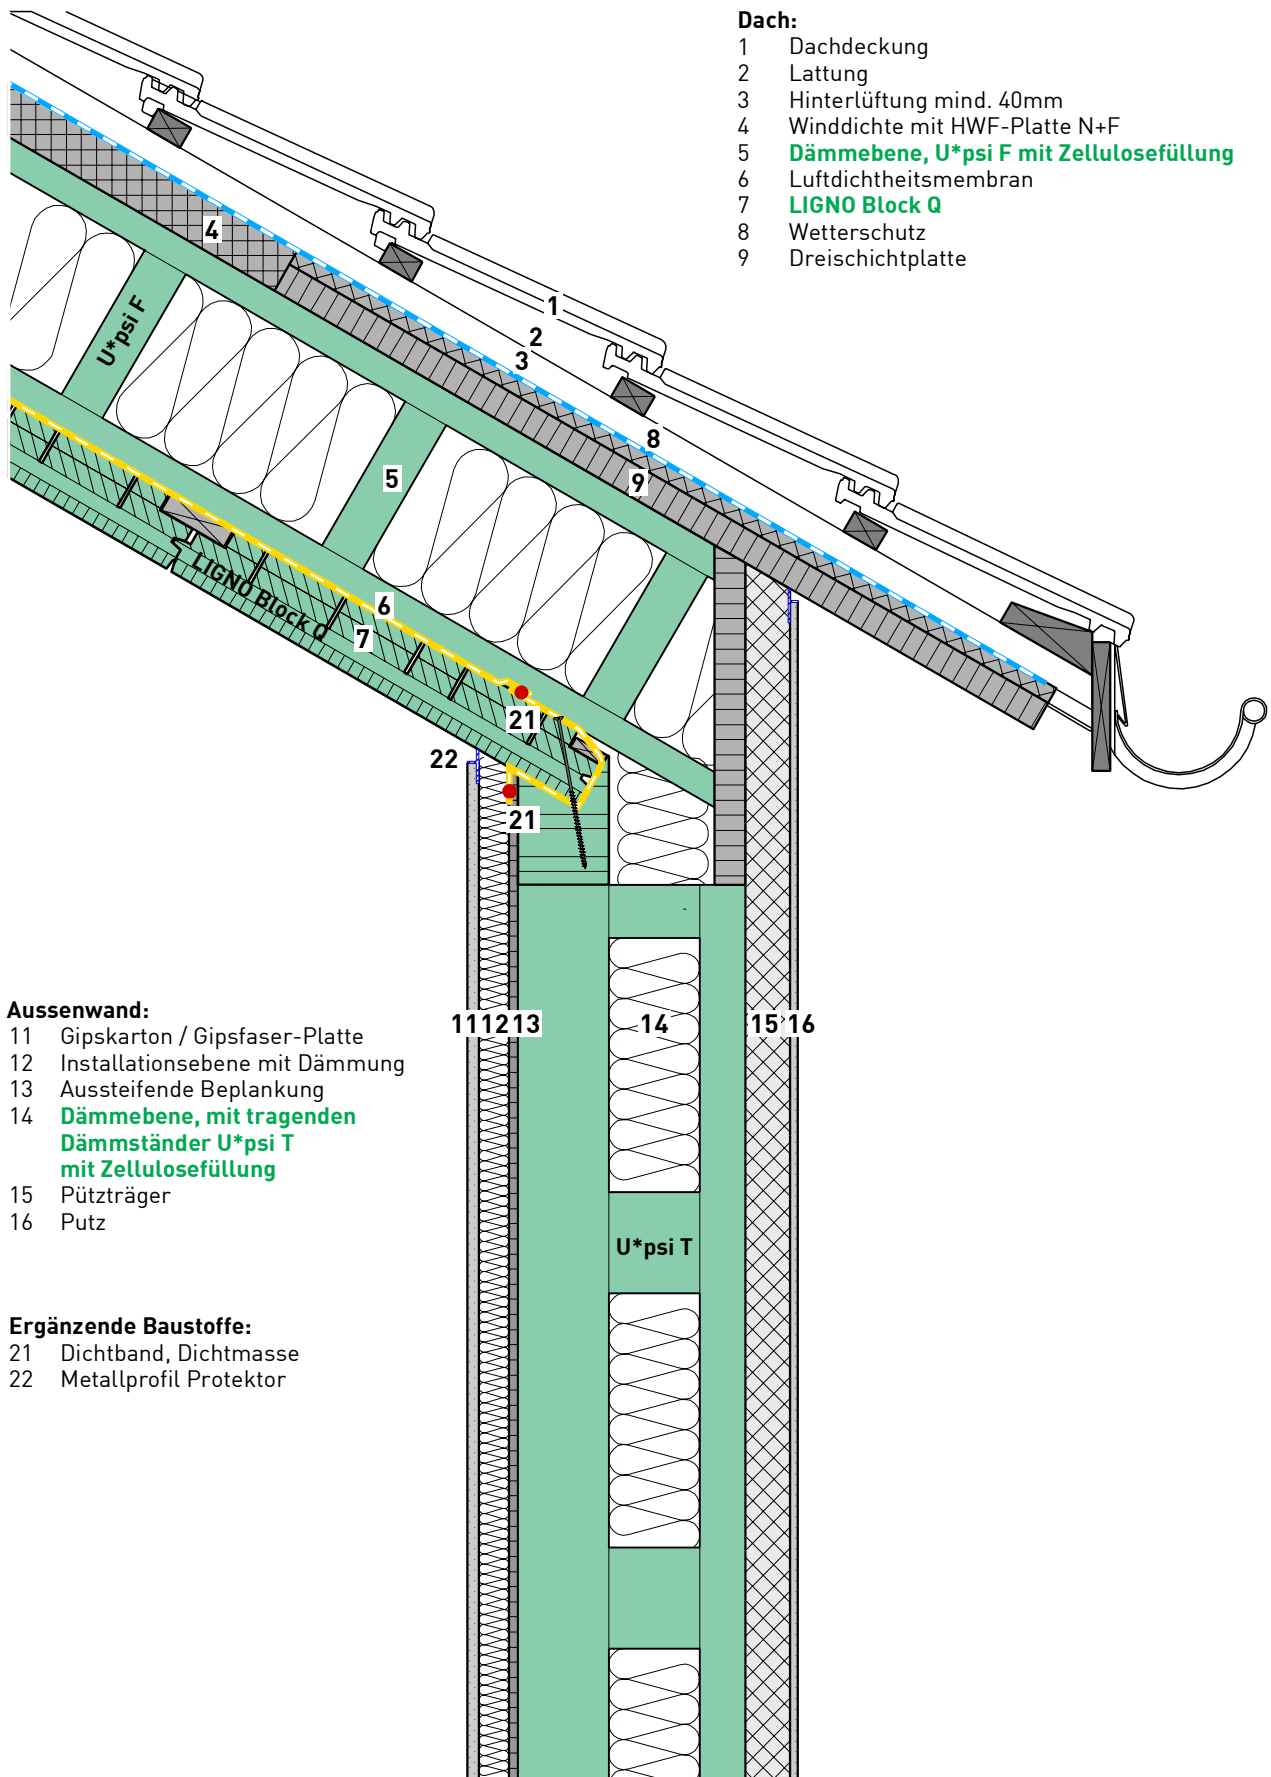 Dach:
1 Dachdeckung
2 Lattung
3 Hinterlüftung mind. 40mm
4 Winddichte mit HWF-Platte N+F
5 Dämmebene, U*psi F mit Zellulosefüllung
6 Luftdichtheitsmembran
7 LIGNO Block Q
8 Wetterschutz
9 Dreischichtplatte
4
1
2
3
U*psi F
8
5
9
LIGNO Block Q
6
7
21
22
21
Aussenwand:
11 Gipskarton / Gipsfaser-Platte
12 Installationsebene mit Dämmung
13 Aussteifende Beplankung
14 Dämmebene, mit tragenden
Dämmständer U*psi T
mit Zellulosefüllung
15 Pützträger
16 Putz
11 12 13 14 15 16
U*psi T
Ergänzende Baustoffe:
21 Dichtband, Dichtmasse
22 Metallprofil Protektor